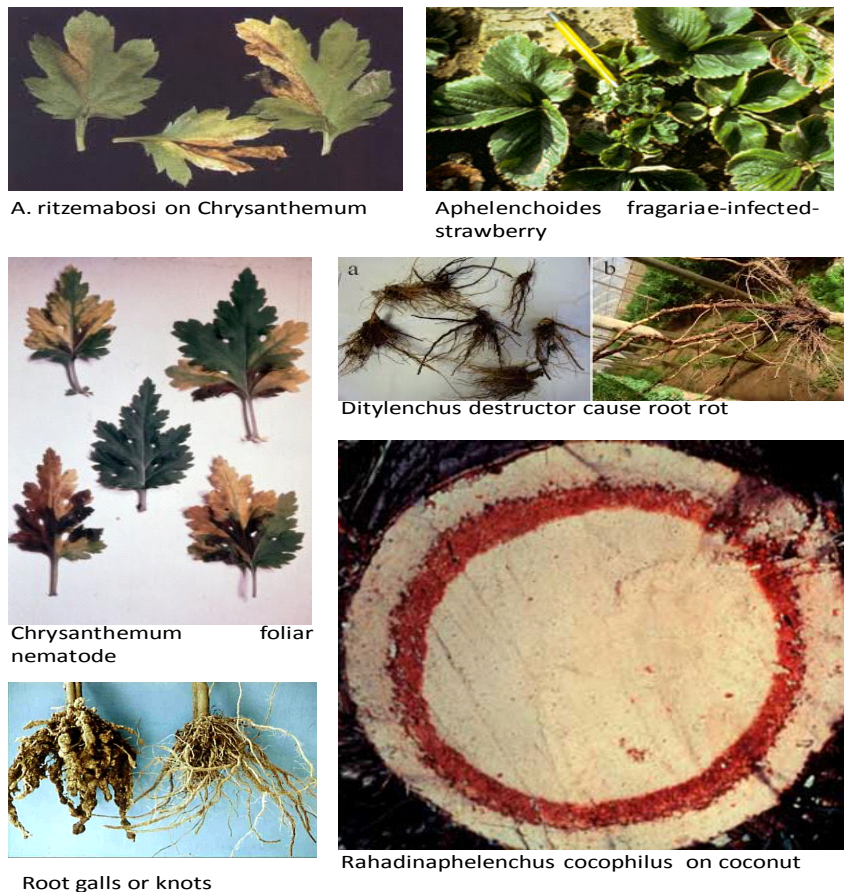 A. ritzemabosi on Chrysanthemum
Aphelenchoides fragariae-infected-
strawberry
a
b
Ditylenchus destructor cause root rot
Chrysanthemum foliar
nematode
Rahadinaphelenchus cocophilus on coconut
Root galls or knots